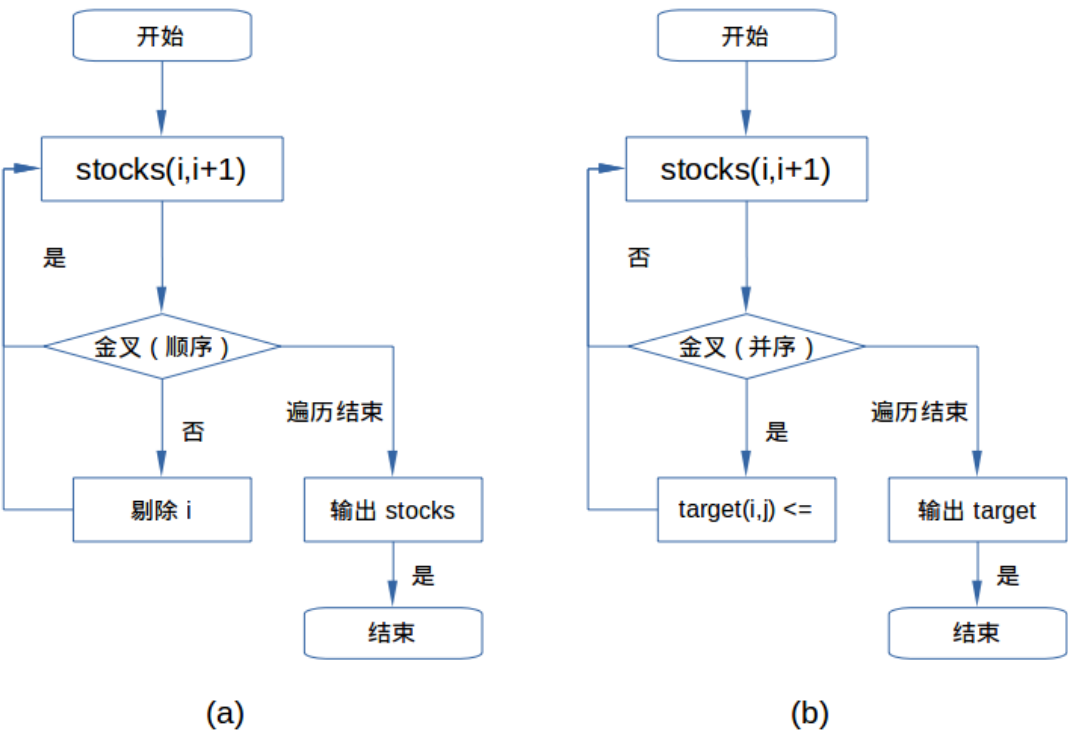 开始
stocks(i,i+1)
是
金叉 ( 顺序 )
遍历结束
否
剔除 i
输出 stocks
是
结束
(a)
开始
stocks(i,i+1)
否
金叉 ( 并序 )
遍历结束
是
target(i,j) <=
输出 target
是
结束
(b)